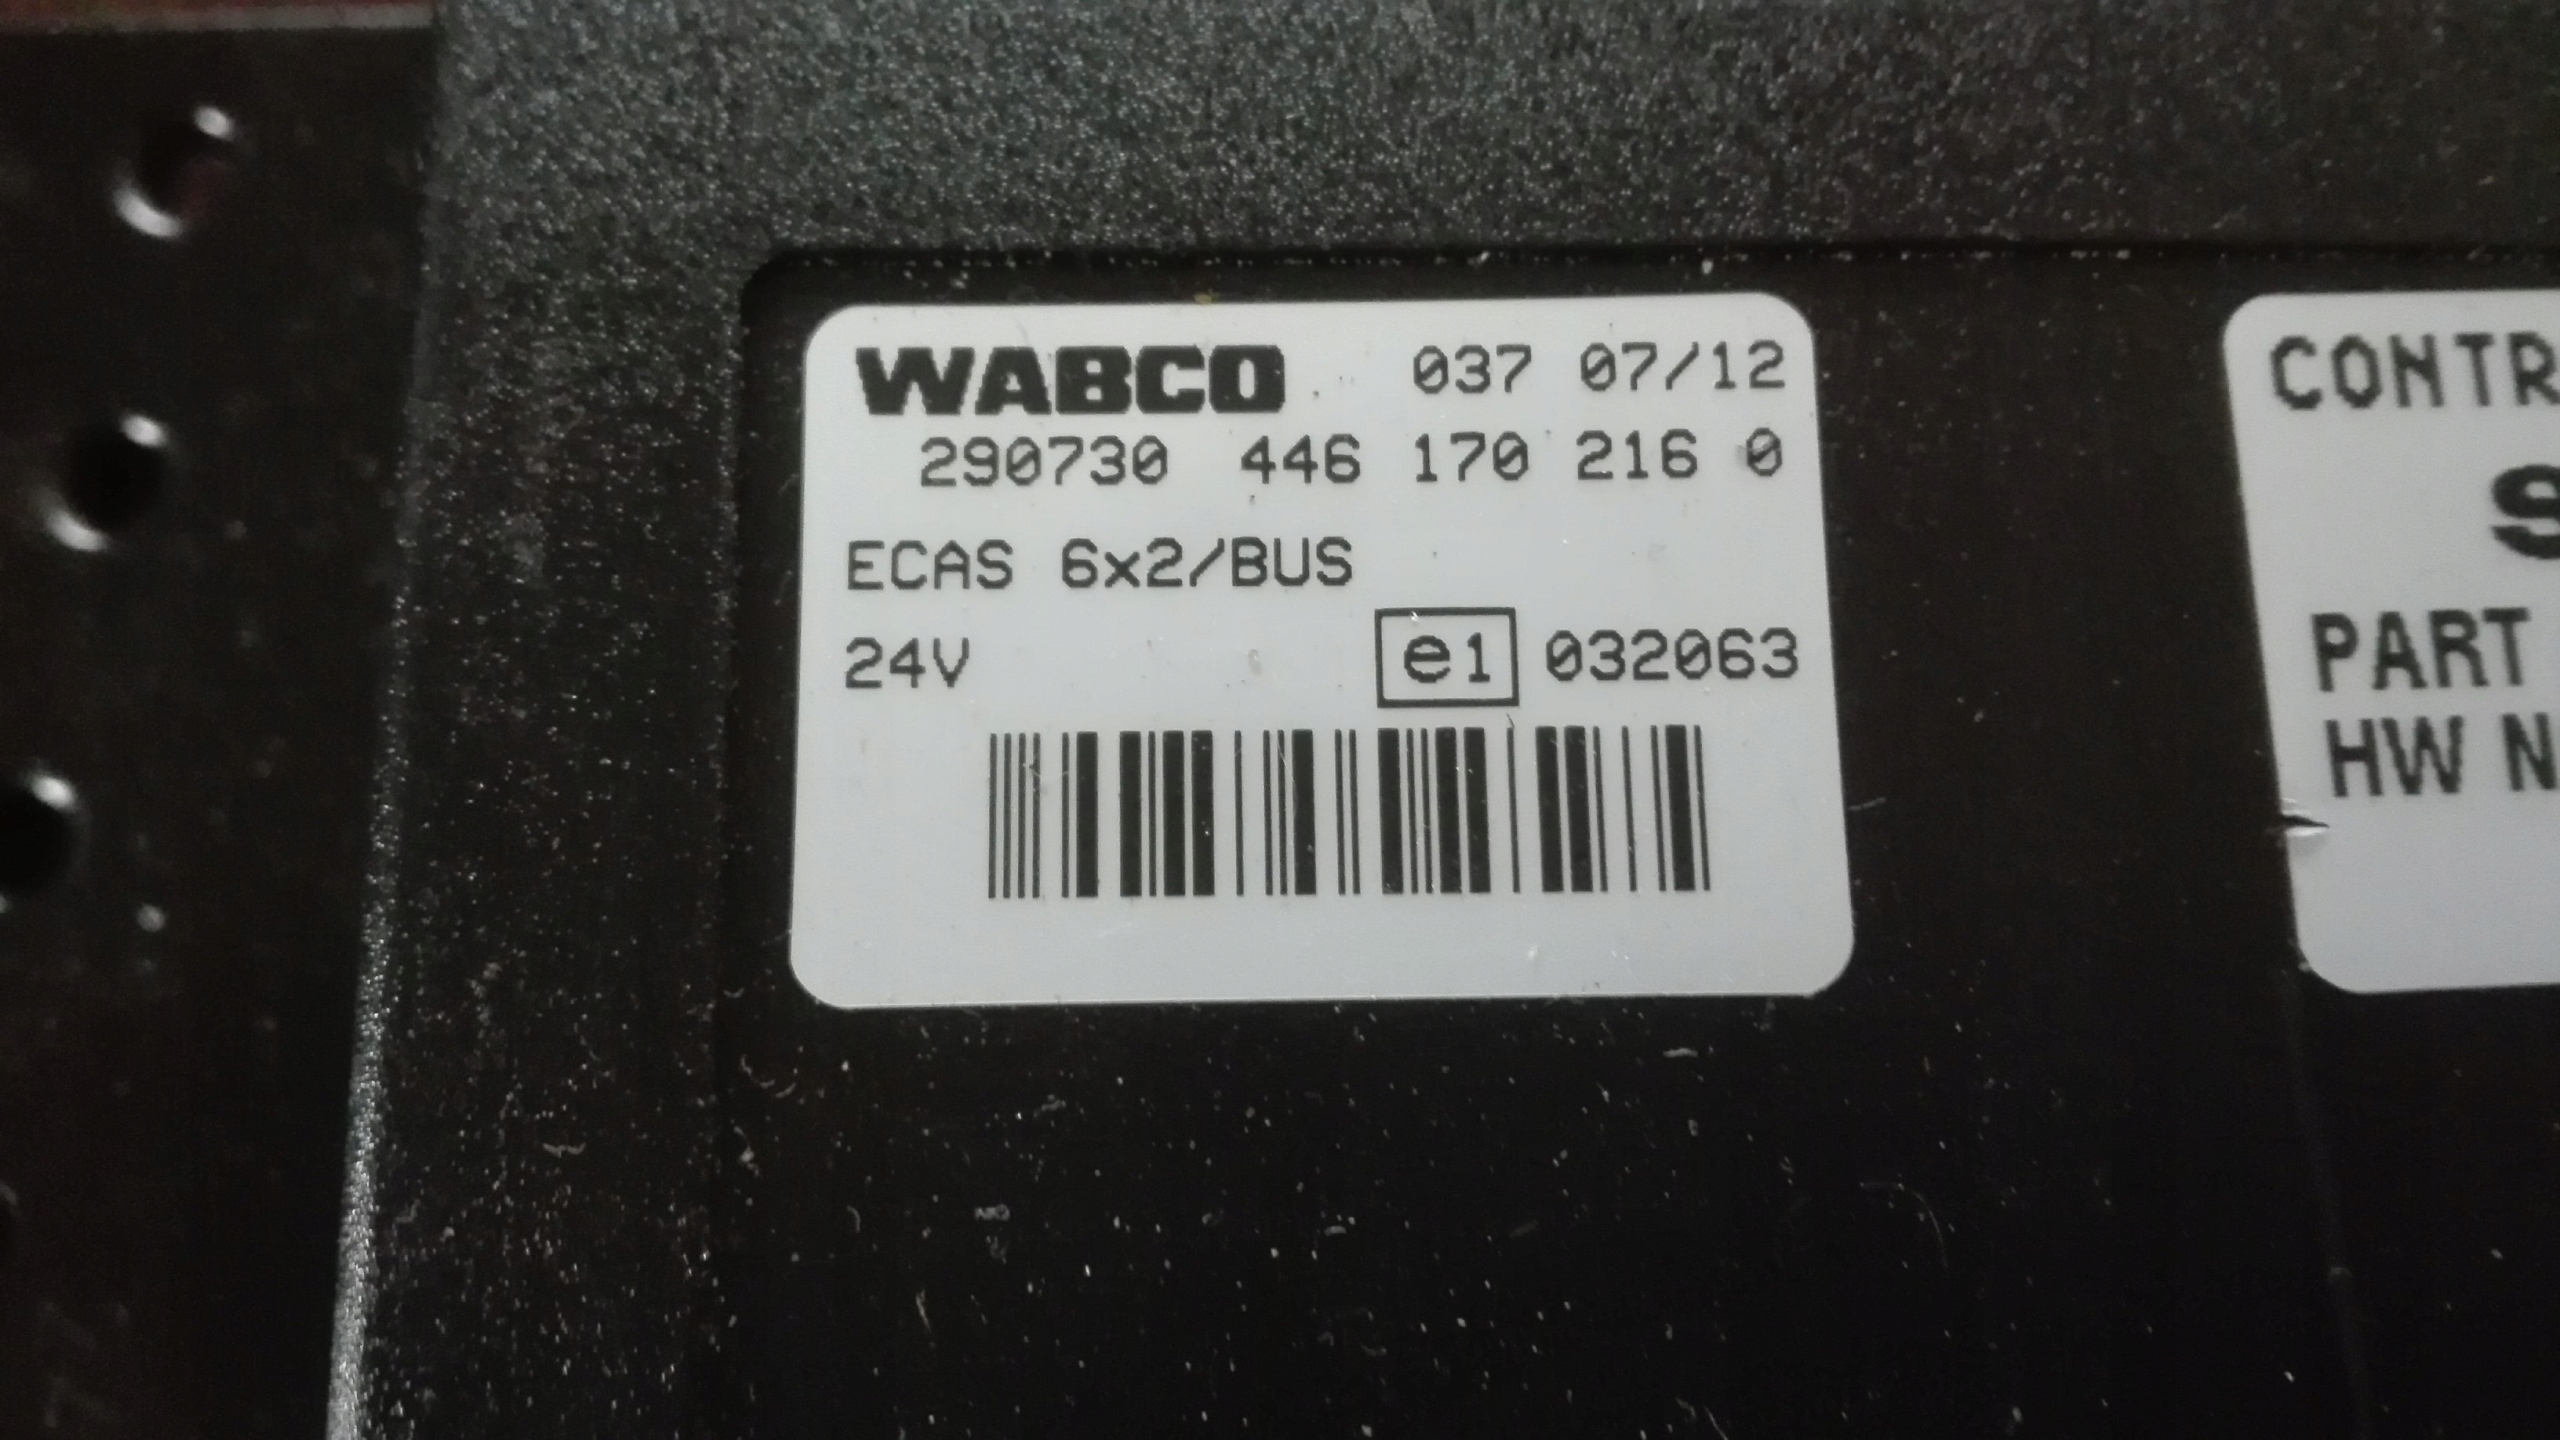 WABCO 037 07/12
290730 446 170 216 0
ECAS 6x2/BUS
24V e1 032063
CONTR
S
PART
HW N